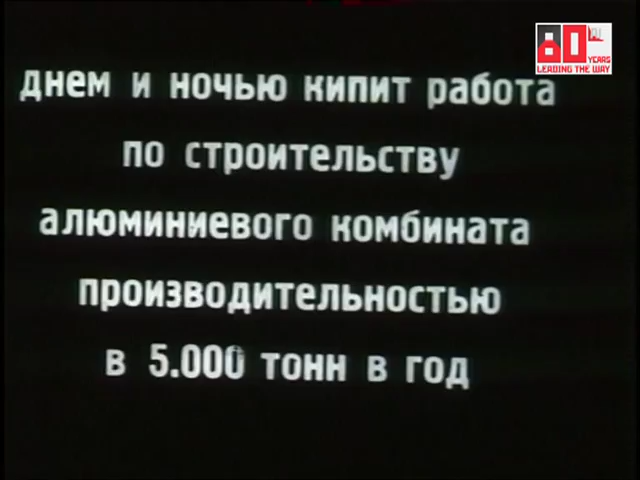 80
YEARS
LEADING THE WAY
днем и ночью кипит работа
по строительству
алюминиевого комбината
производительностью
в 5.000 тонн в год